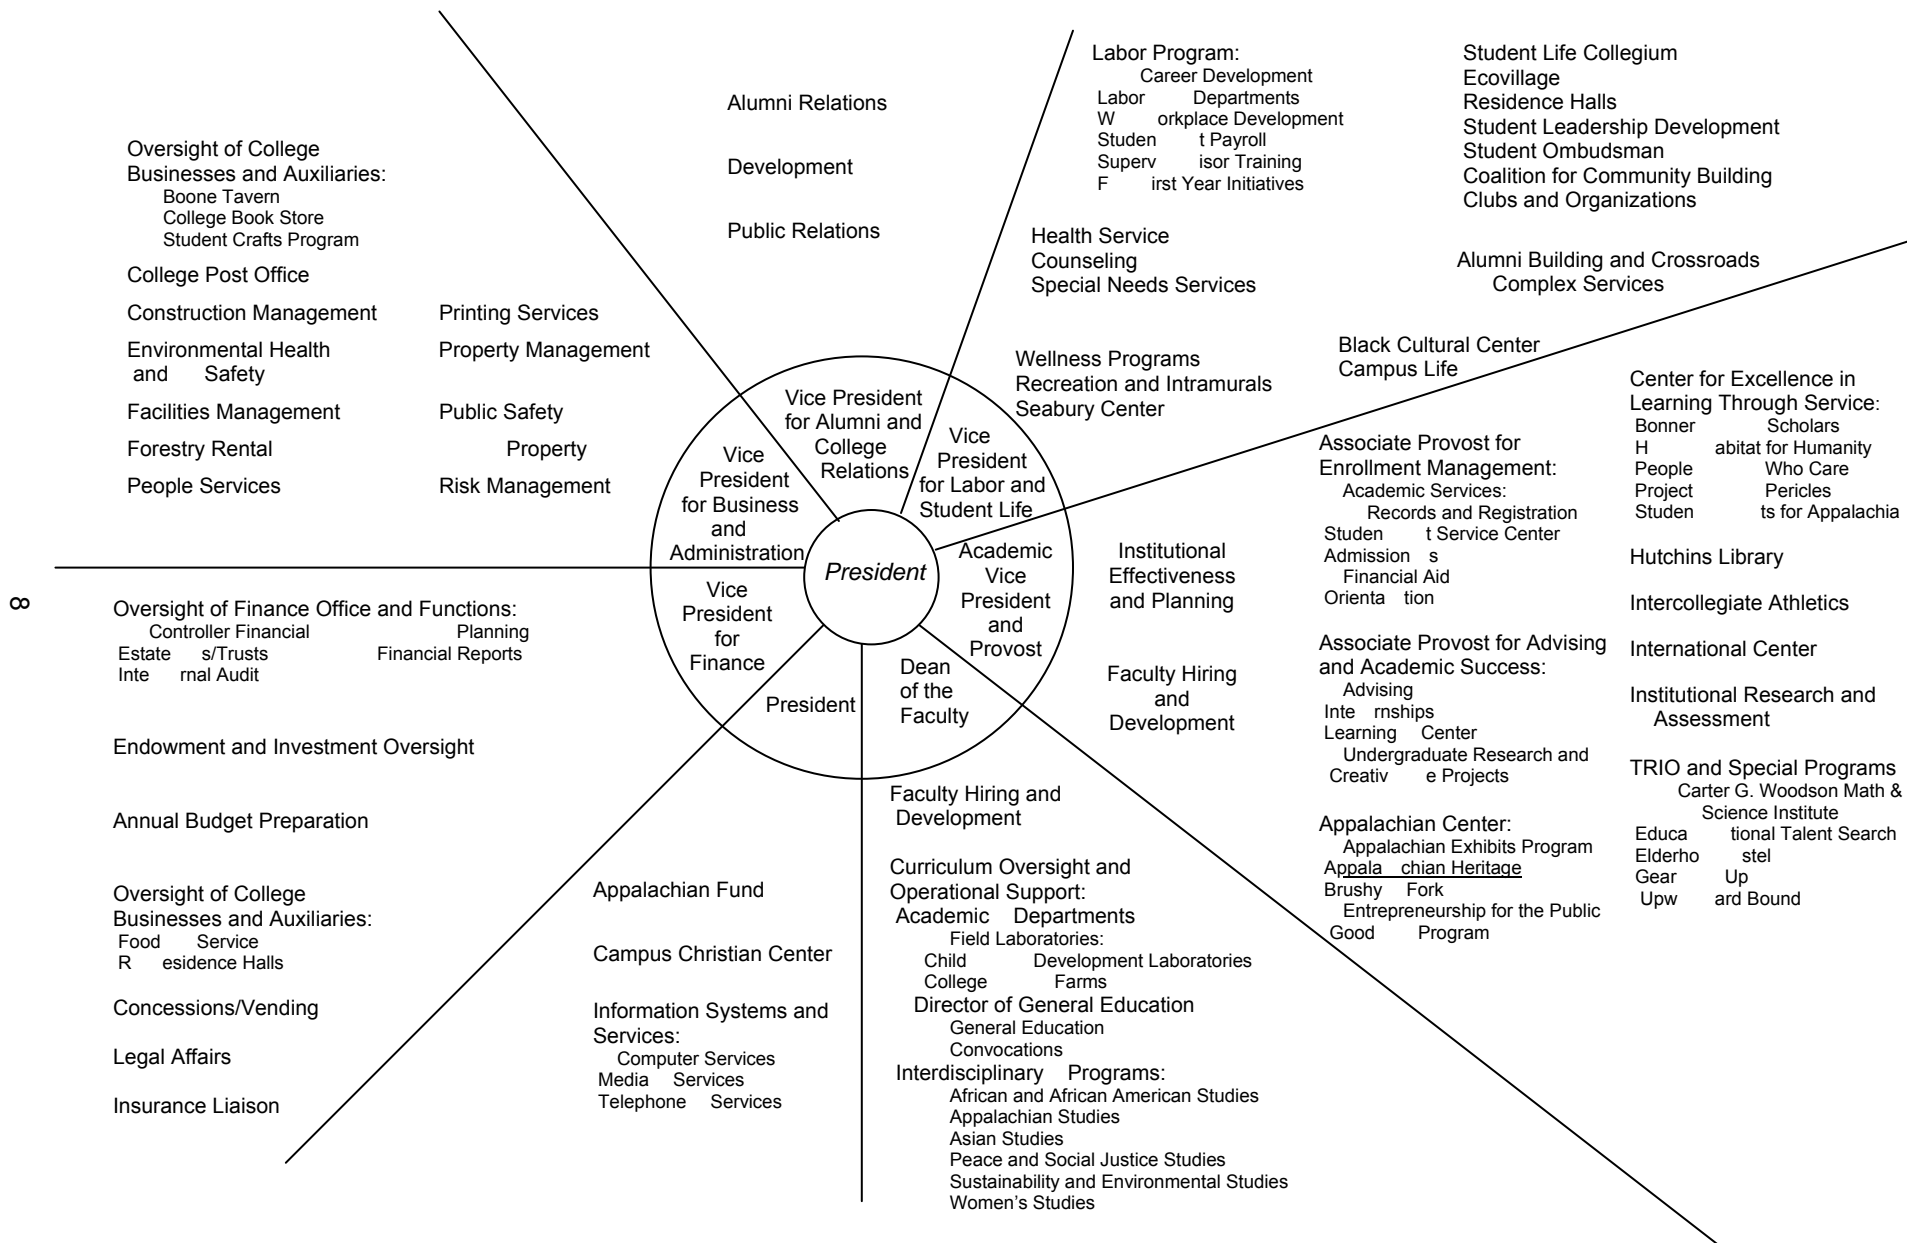 Oversight of College
Businesses and Auxiliaries:
Boone Tavern
College Book Store
Student Crafts Program
College Post Office
Construction Management
Environmental Health
and Safety
Facilities Management
Forestry Rental
People Services
Printing Services
Property Management
Public Safety
Property
Risk Management
Alumni Relations
Development
Public Relations
Labor Program:
Career Development
Labor Departments
W orkplace Development
Studen t Payroll
Superv isor Training
F irst Year Initiatives
Health Service
Counseling
Special Needs Services
Wellness Programs
Recreation and Intramurals
Seabury Center
Student Life Collegium
Ecovillage
Residence Halls
Student Leadership Development
Student Ombudsman
Coalition for Community Building
Clubs and Organizations
Alumni Building and Crossroads
Complex Services
Black Cultural Center
Campus Life
Vice
President
for Business
and
Administration
Vice President
for Alumni and
College
Relations
Vice
President
for Labor and
Student Life
Academic
Vice
President
and
Provost
Dean
of the
Faculty
President
Vice
President
for
Finance
President
Institutional
Effectiveness
and Planning
Faculty Hiring
and
Development
Associate Provost for
Enrollment Management:
Academic Services:
Records and Registration
Studen t Service Center
Admission s
Financial Aid
Orienta tion
Associate Provost for Advising
and Academic Success:
Advising
Inte rnships
Learning Center
Undergraduate Research and
Creativ e Projects
Appalachian Center:
Appalachian Exhibits Program
Appala chian Heritage
Brushy Fork
Entrepreneurship for the Public
Good Program
Center for Excellence in
Learning Through Service:
Bonner Scholars
H abitat for Humanity
People Who Care
Project Pericles
Studen ts for Appalachia
Hutchins Library
Intercollegiate Athletics
International Center
Institutional Research and
Assessment
TRIO and Special Programs
Carter G. Woodson Math &
Science Institute
Educa tional Talent Search
Elderho stel
Gear Up
Upw ard Bound
8
Oversight of Finance Office and Functions:
Controller Financial Planning
Estate s/Trusts Financial Reports
Inte rnal Audit
Endowment and Investment Oversight
Annual Budget Preparation
Oversight of College
Businesses and Auxiliaries:
Food Service
R esidence Halls
Concessions/Vending
Legal Affairs
Insurance Liaison
Appalachian Fund
Campus Christian Center
Information Systems and
Services:
Computer Services
Media Services
Telephone Services
Faculty Hiring and
Development
Curriculum Oversight and
Operational Support:
Academic Departments
Field Laboratories:
Child Development Laboratories
College Farms
Director of General Education
General Education
Convocations
Interdisciplinary Programs:
African and African American Studies
Appalachian Studies
Asian Studies
Peace and Social Justice Studies
Sustainability and Environmental Studies
Women's Studies